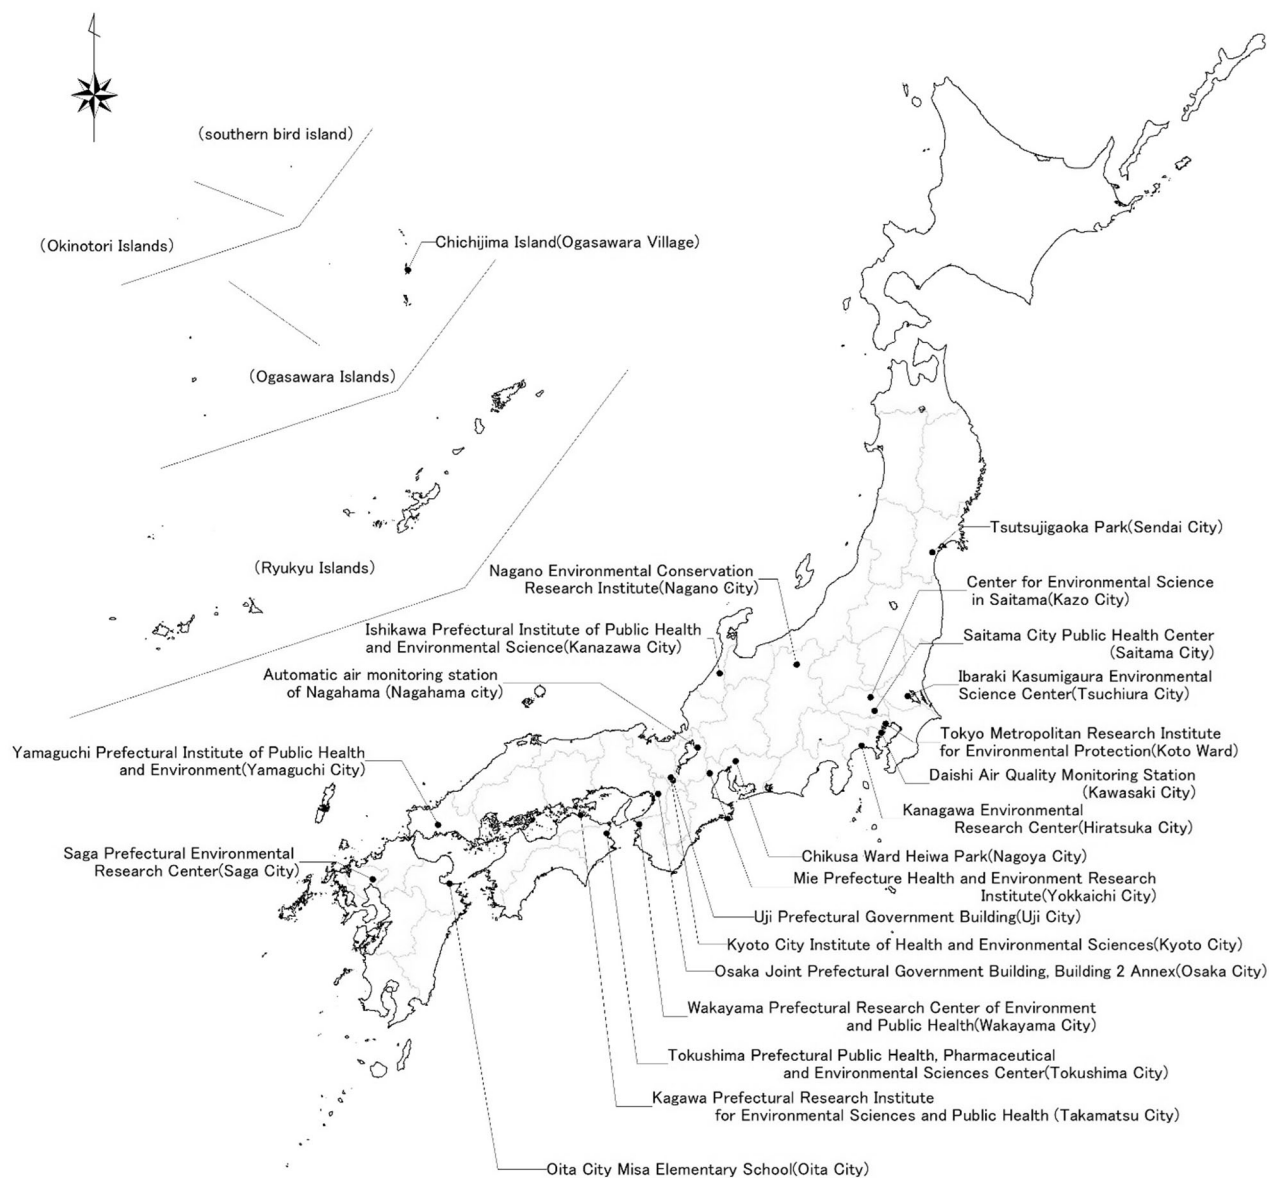 (southern bird island)
(Okinotori Islands)
Chichijima Island(Ogasawara Village)
(Ogasawara Islands)
(Ryukyu Islands)
Tsutsujigaoka Park(Sendai City)
Nagano Environmental Conservation
Research Institute(Nagano City)
Center for Environmental Science
in Saitama(Kazo City)
Ishikawa Prefectural Institute of Public Health
and Environmental Science(Kanazawa City)
Saitama City Public Health Center
(Saitama City)
Automatic air monitoring station
of Nagahama (Nagahama city)
Ibaraki Kasumigaura Environmental
Science Center(Tsuchiura City)
Tokyo Metropolitan Research Institute
for Environmental Protection(Koto Ward)
Yamaguchi Prefectural Institute of Public Health
and Environment(Yamaguchi City)
Daishi Air Quality Monitoring Station
(Kawasaki City)
Kanagawa Environmental
Research Center(Hiratsuka City)
Saga Prefectural Environmental
Research Center(Saga City)
Chikusa Ward Heiwa Park(Nagoya City)
Mie Prefecture Health and Environment Research
Institute(Yokkaichi City)
Uji Prefectural Government Building(Uji City)
Kyoto City Institute of Health and Environmental Sciences(Kyoto City)
Osaka Joint Prefectural Government Building, Building 2 Annex(Osaka City)
Wakayama Prefectural Research Center of Environment
and Public Health(Wakayama City)
Tokushima Prefectural Public Health, Pharmaceutical
and Environmental Sciences Center(Tokushima City)
Kagawa Prefectural Research Institute
for Environmental Sciences and Public Health (Takamatsu City)
Oita City Misa Elementary School(Oita City)